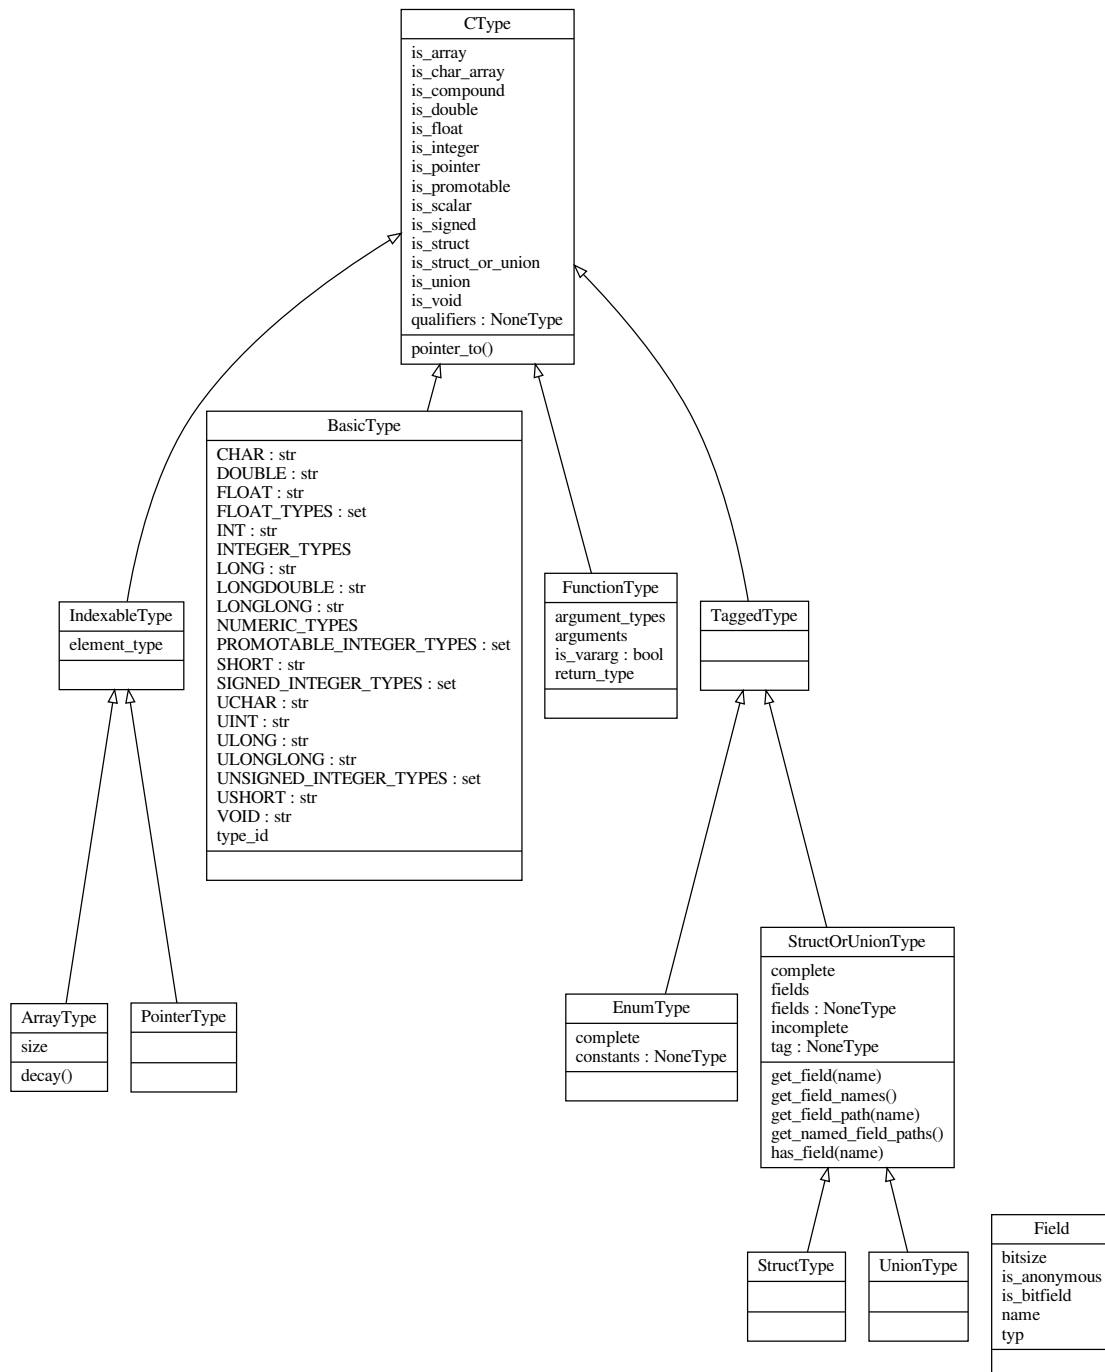 CType
is_array
is_char_array
is_compound
is_double
is_float
is_integer
is_pointer
is_promotable
is_scalar
is_signed
is_struct
is_struct_or_union
is_union
is_void
qualifiers : NoneType
pointer_to()
BasicType
CHAR : str
DOUBLE : str
FLOAT : str
FLOAT_TYPES : set
INT : str
INTEGER_TYPES
LONG : str
LONGDOUBLE : str
LONGLONG : str
NUMERIC_TYPES
PROMOTABLE_INTEGER_TYPES : set
SHORT : str
SIGNED_INTEGER_TYPES : set
UCHAR : str
UINT : str
ULONG : str
ULONGLONG : str
UNSIGNED_INTEGER_TYPES : set
USHORT : str
VOID : str
type_id
IndexableType
element_type
FunctionType
argument_types
arguments
is_vararg : bool
return_type
TaggedType
ArrayType
size
decay()
PointerType
EnumType
complete
constants : NoneType
StructOrUnionType
complete
fields
fields : NoneType
incomplete
tag : NoneType
get_field(name)
get_field_names()
get_field_path(name)
get_named_field_paths()
has_field(name)
StructType
UnionType
Field
bitsize
is_anonymous
is_bitfield
name
typ